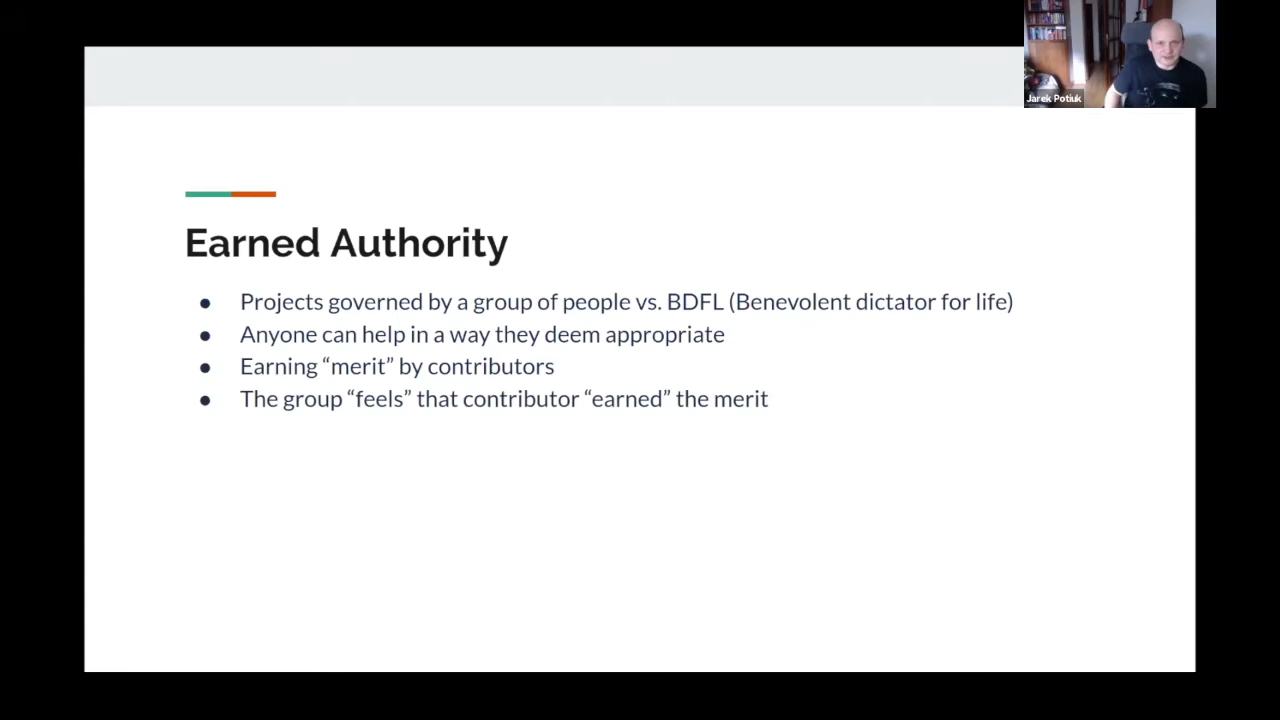 Jarek Potiuk
Earned Authority
● Projects governed by a group of people vs. BDFL (Benevolent dictator for life)
● Anyone can help in a way they deem appropriate
● Earning “merit” by contributors
● The group “feels” that contributor “earned” the merit